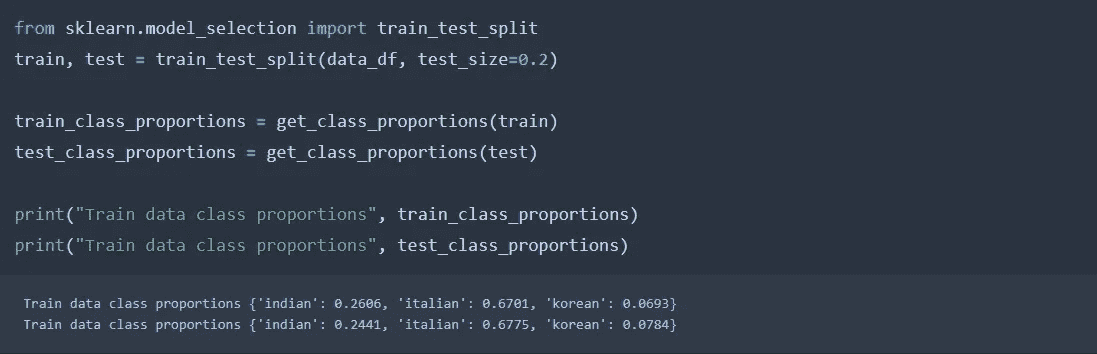 from sklearn.model_selection import train_test_split
train, test = train_test_split(data_df, test_size=0.2)
train_class_proportions = get_class_proportions(train)
test_class_proportions = get_class_proportions(test)
print("Train data class proportions", train_class_proportions)
print("Train data class proportions", test_class_proportions)
Train data class proportions {'indian': 0.2606, 'italian': 0.6701, 'korean': 0.0693}
Train data class proportions {'indian': 0.2441, 'italian': 0.6775, 'korean': 0.0784}